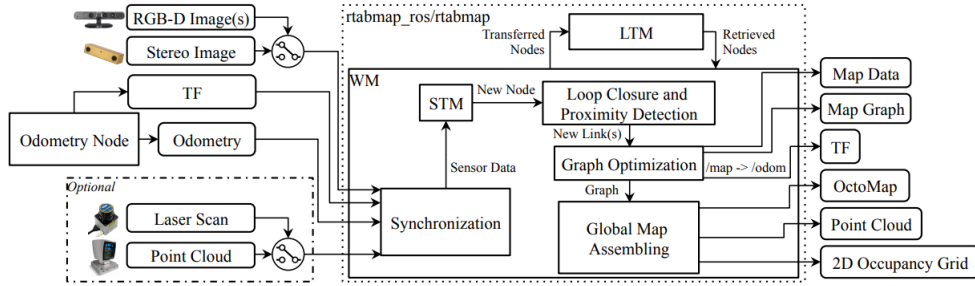 RGB-D Image(s)
Stereo Image
TF
Odometry Node
Odometry
Optional
Laser Scan
Point Cloud
rtabmap_ros/rtabmap
Transferred
Nodes
LTM
Retrieved
Nodes
WM
STM
New Node
Loop Closure and
Proximity Detection
New Link(s)
Sensor Data
Graph Optimization
/map -> /odom
Graph
Synchronization
Global Map
Assembling
Map Data
Map Graph
TF
OctoMap
Point Cloud
2D Occupancy Grid